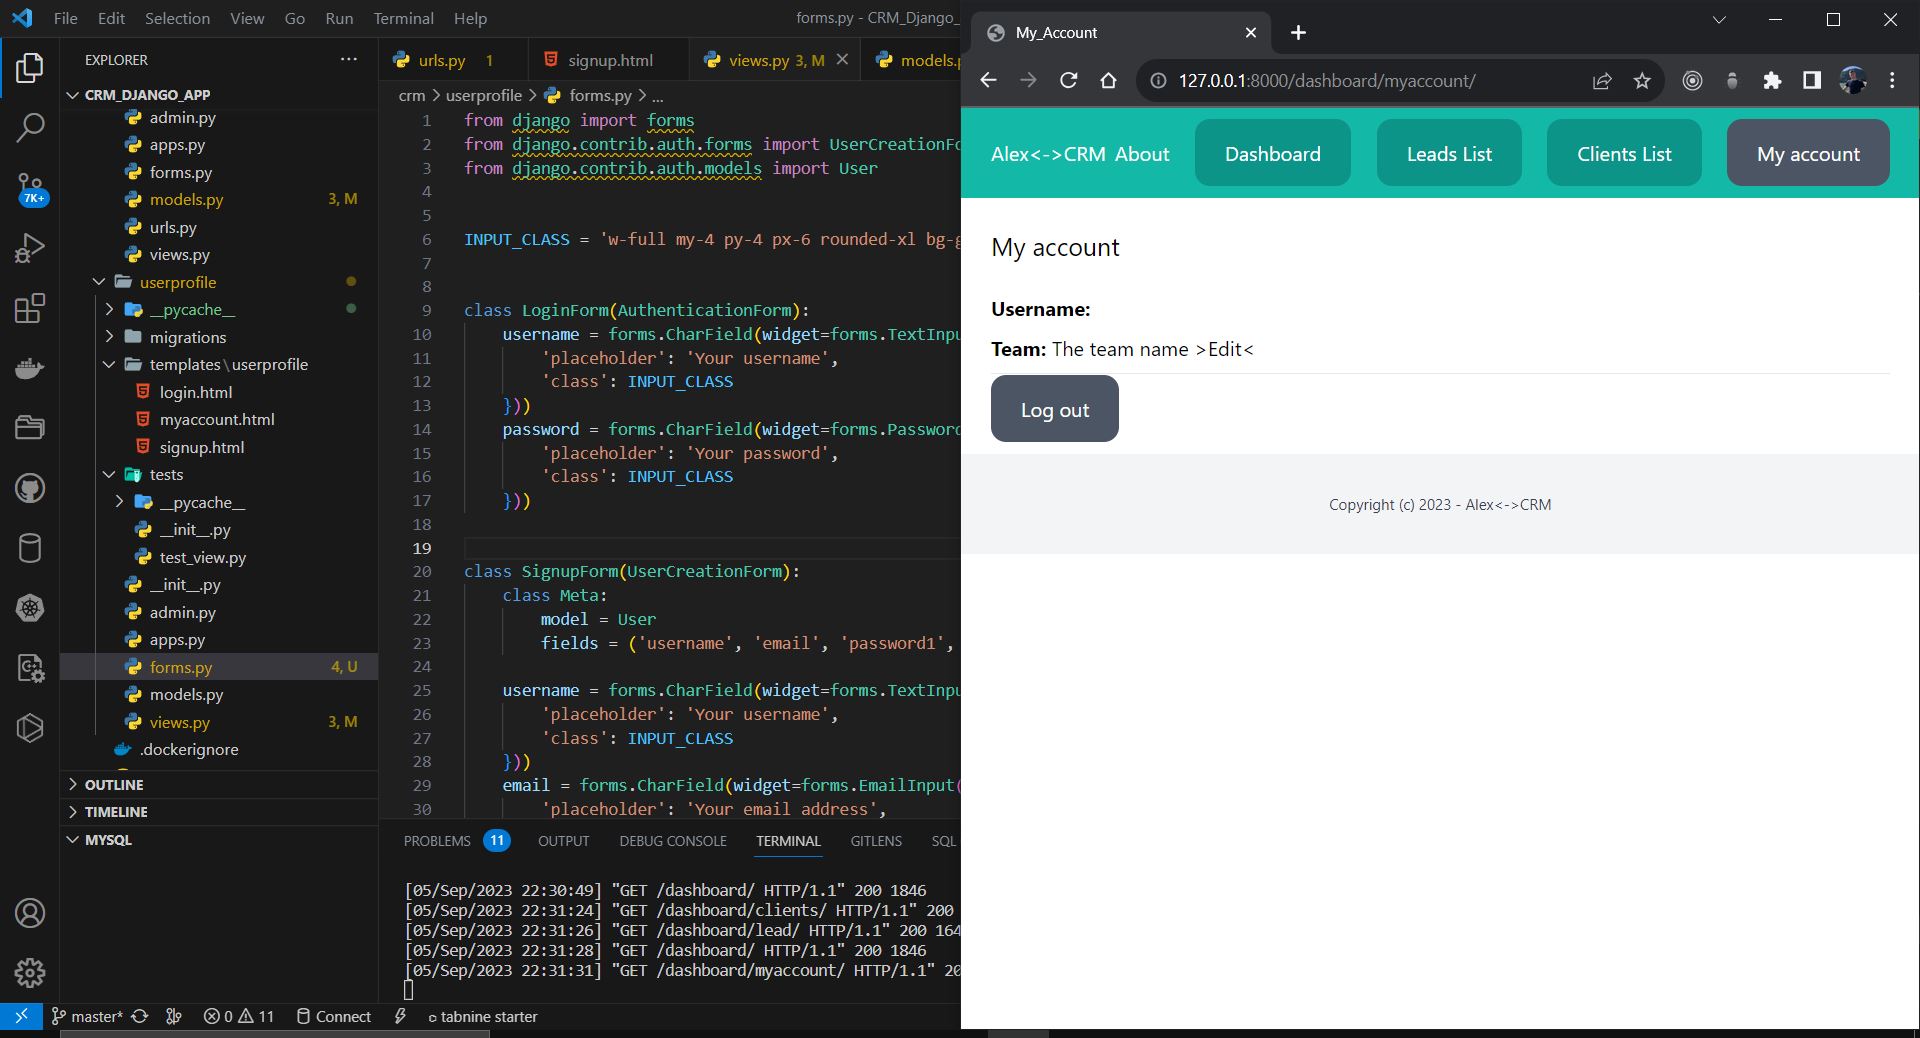 File Edit Selection View Go Run Terminal Help
forms.py - CRM_Django_
EXPLORER
CRM_DJANGO_APP
admin.py
apps.py
forms.py
models.py 3, M
urls.py
views.py
userprofile
__pycache__
migrations
templates\userprofile
login.html
myaccount.html
signup.html
tests
__pycache__
__init__.py
test_view.py
__init__.py
admin.py
apps.py
forms.py 4, U
models.py
views.py 3, M
.dockerignore
OUTLINE
TIMELINE
MYSQL
7K+
urls.py 1 signup.html views.py 3, M models.p
crm > userprofile > forms.py > ...
1 from django import forms
2 from django.contrib.auth.forms import UserCreationFo
3 from django.contrib.auth.models import User
4
5
6 INPUT_CLASS = 'w-full my-4 py-4 px-6 rounded-xl bg-g
7
8
9 class LoginForm(AuthenticationForm):
10 username = forms.CharField(widget=forms.TextInpu
11 'placeholder': 'Your username',
12 'class': INPUT_CLASS
13 }))
14 password = forms.CharField(widget=forms.Password
15 'placeholder': 'Your password',
16 'class': INPUT_CLASS
17 }))
18
19
20 class SignupForm(UserCreationForm):
21 class Meta:
22 model = User
23 fields = ('username', 'email', 'password1',
24
25 username = forms.CharField(widget=forms.TextInpu
26 'placeholder': 'Your username',
27 'class': INPUT_CLASS
28 }))
29 email = forms.CharField(widget=forms.EmailInput(
30 'placeholder': 'Your email address',
PROBLEMS 11 OUTPUT DEBUG CONSOLE TERMINAL GITLENS SQL
[05/Sep/2023 22:30:49] "GET /dashboard/ HTTP/1.1" 200 1846
[05/Sep/2023 22:31:24] "GET /dashboard/clients/ HTTP/1.1" 200
[05/Sep/2023 22:31:26] "GET /dashboard/lead/ HTTP/1.1" 200 164
[05/Sep/2023 22:31:28] "GET /dashboard/ HTTP/1.1" 200 1846
[05/Sep/2023 22:31:31] "GET /dashboard/myaccount/ HTTP/1.1" 20
master* 0 11 Connect tabnine starter
My_Account
127.0.0.1:8000/dashboard/myaccount/
Alex<->CRM About Dashboard Leads List Clients List My account
My account
Username:
Team: The team name >Edit<
Log out
Copyright (c) 2023 - Alex<->CRM